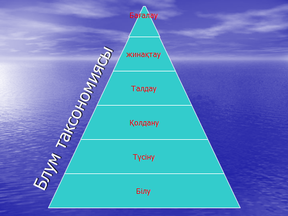 Блум таксономиясы
Бағалау
жинақтау
Талдау
Қолдану
Түсіну
Білу